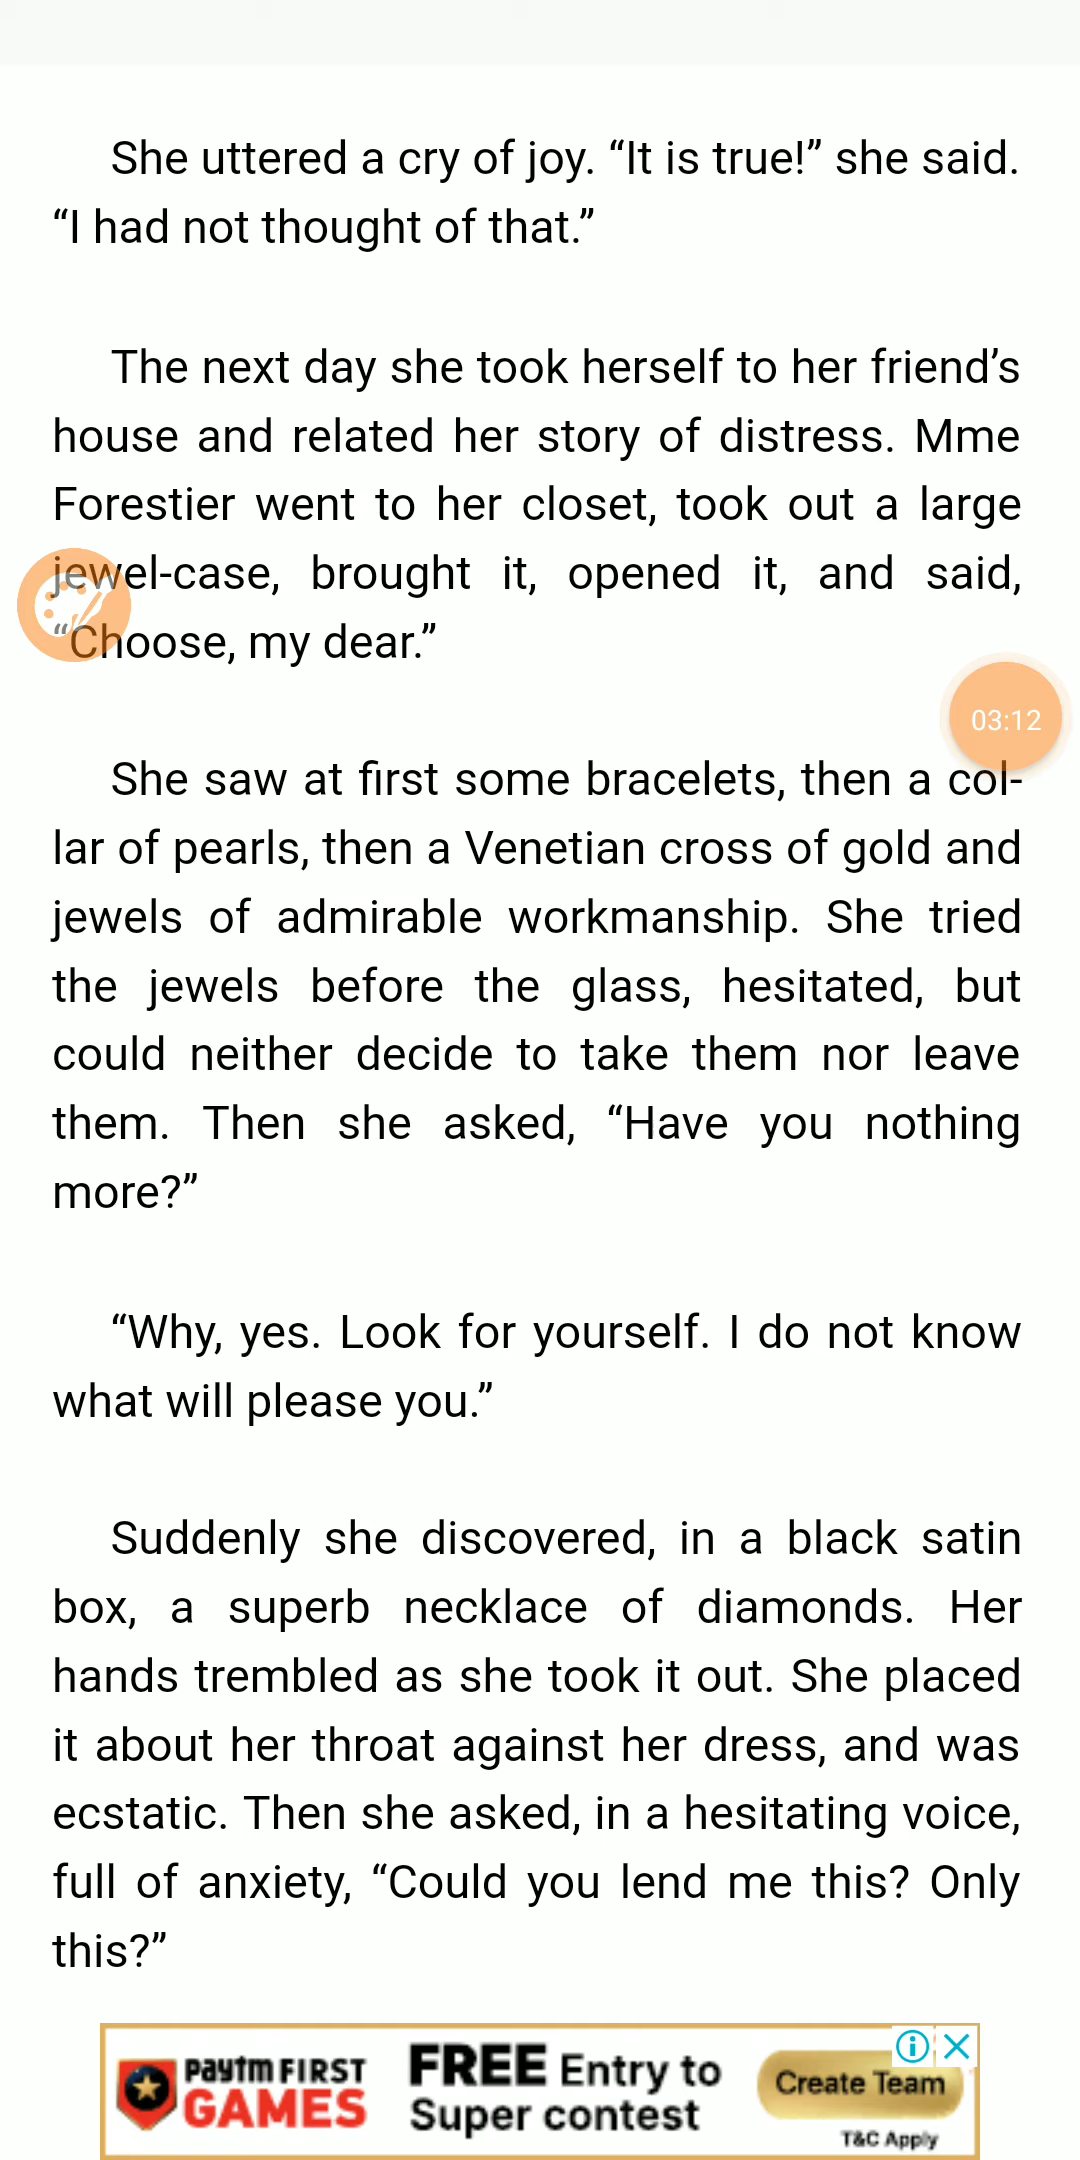 She uttered a cry of joy. “It is true!” she said.
“I had not thought of that.”
The next day she took herself to her friend’s
house and related her story of distress. Mme
Forestier went to her closet, took out a large
jewel-case, brought it, opened it, and said,
“Choose, my dear.”
03:12
She saw at first some bracelets, then a col-
lar of pearls, then a Venetian cross of gold and
jewels of admirable workmanship. She tried
the jewels before the glass, hesitated, but
could neither decide to take them nor leave
them. Then she asked, “Have you nothing
more?”
“Why, yes. Look for yourself. I do not know
what will please you.”
Suddenly she discovered, in a black satin
box, a superb necklace of diamonds. Her
hands trembled as she took it out. She placed
it about her throat against her dress, and was
ecstatic. Then she asked, in a hesitating voice,
full of anxiety, “Could you lend me this? Only
this?”
Paytm FIRST
GAMES
FREE Entry to
Super contest
Create Team
T&C Apply